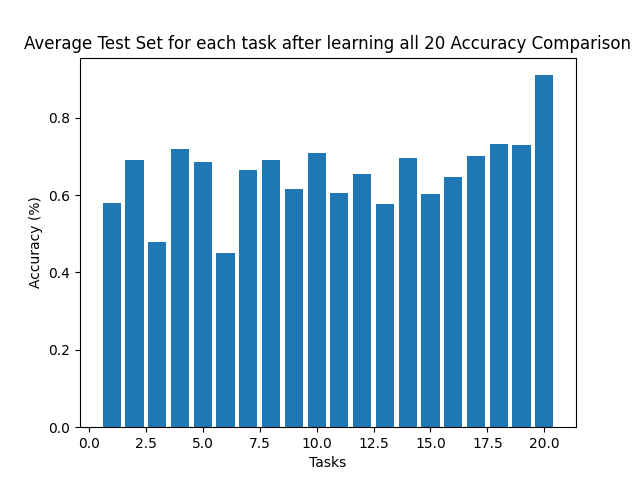 Average Test Set for each task after learning all 20 Accuracy Comparison
Accuracy (%)
0.8
0.6
0.4
0.2
0.0
0.0 2.5 5.0 7.5 10.0 12.5 15.0 17.5 20.0
Tasks